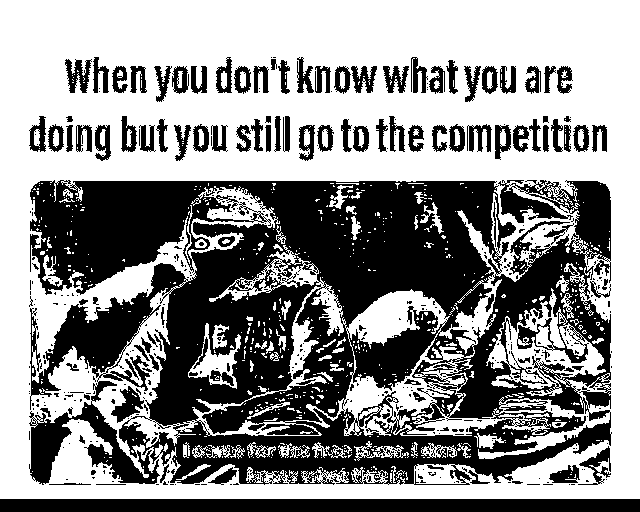 When you don't know what you are
doing but you still go to the competition
I came for the free pizza. I don't
know what this is